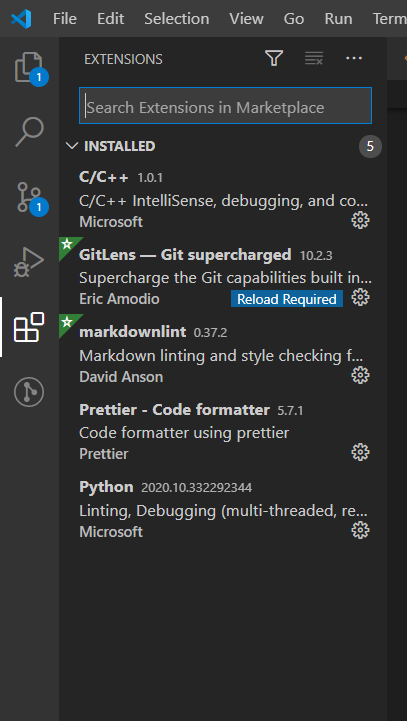 File Edit Selection View Go Run Term
EXTENSIONS
1
Search Extensions in Marketplace
INSTALLED 5
C/C++ 1.0.1
C/C++ IntelliSense, debugging, and co...
Microsoft
1
GitLens — Git supercharged 10.2.3
Supercharge the Git capabilities built in...
Eric Amodio Reload Required
markdownlint 0.37.2
Markdown linting and style checking f...
David Anson
Prettier - Code formatter 5.7.1
Code formatter using prettier
Prettier
Python 2020.10.332292344
Linting, Debugging (multi-threaded, re...
Microsoft